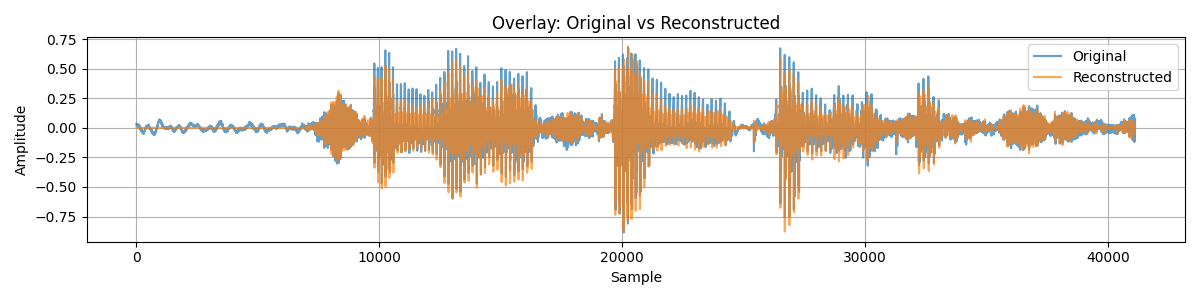 Overlay: Original vs Reconstructed
0.75
0.50
0.25
0.00
−0.25
−0.50
−0.75
Amplitude
Original
Reconstructed
0
10000
20000
30000
40000
Sample